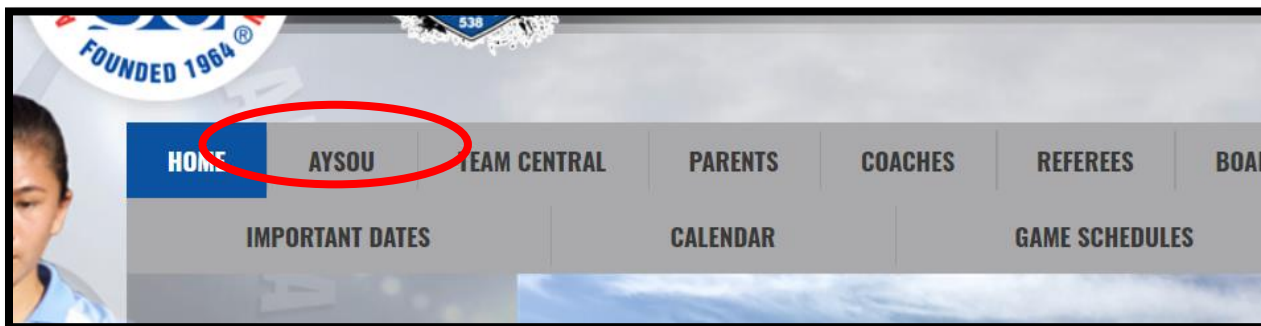 538
FOUNDED 1964 ®
HOME AYSOU TEAM CENTRAL PARENTS COACHES REFEREES
IMPORTANT DATES CALENDAR GAME SCHEDULES